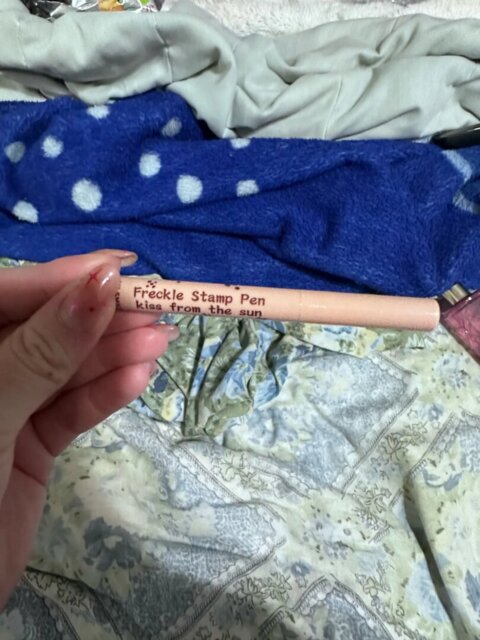 Freckle Stamp Pen
kiss from the sun